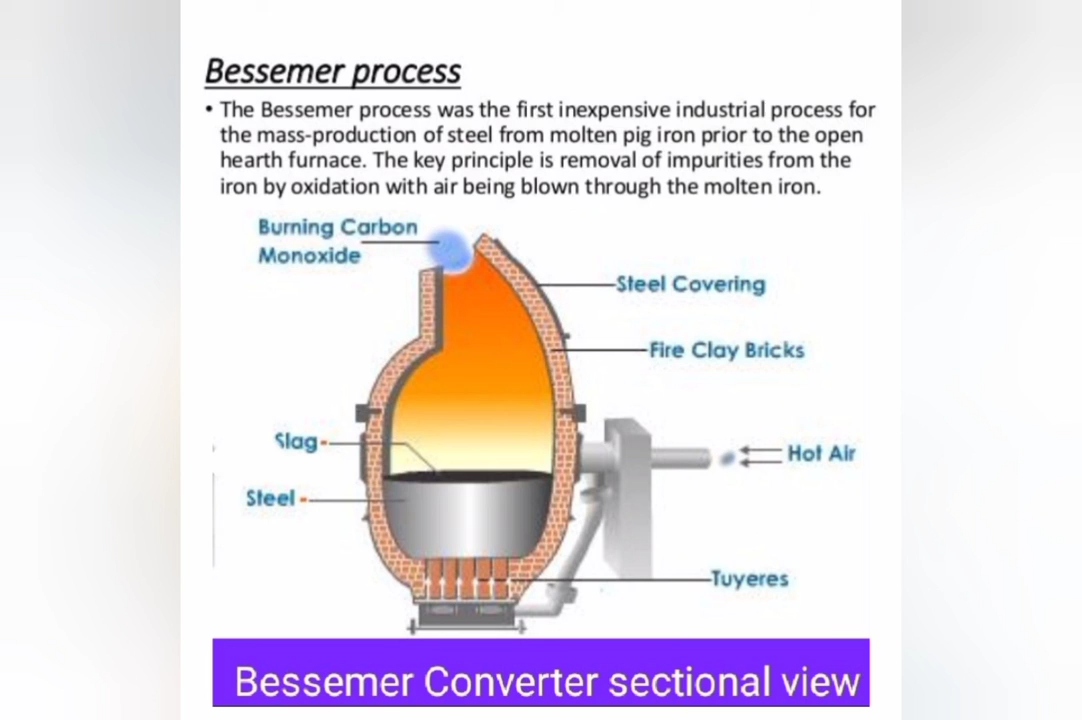 Bessemer process
• The Bessemer process was the first inexpensive industrial process for
the mass-production of steel from molten pig iron prior to the open
hearth furnace. The key principle is removal of impurities from the
iron by oxidation with air being blown through the molten iron.
Burning Carbon
Monoxide
Steel Covering
Fire Clay Bricks
Slag
Hot Air
Steel
Tuyeres
Bessemer Converter sectional view